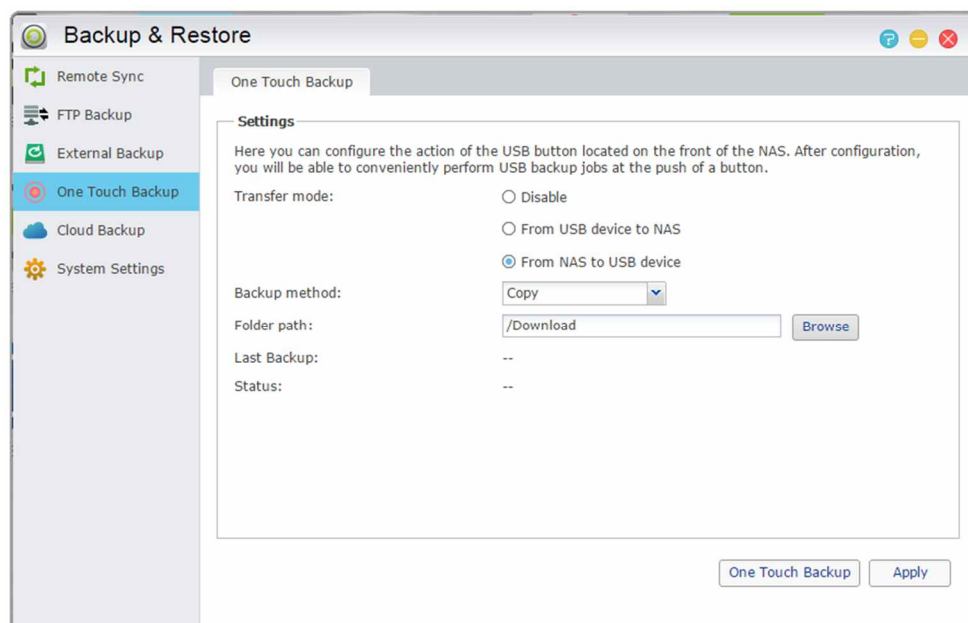 Backup & Restore
Remote Sync
FTP Backup
External Backup
One Touch Backup
Cloud Backup
System Settings
One Touch Backup
Settings
Here you can configure the action of the USB button located on the front of the NAS. After configuration,
you will be able to conveniently perform USB backup jobs at the push of a button.
Transfer mode:
Disable
From USB device to NAS
From NAS to USB device
Backup method:
Copy
Folder path:
/Download
Browse
Last Backup:
--
Status:
--
One Touch Backup
Apply